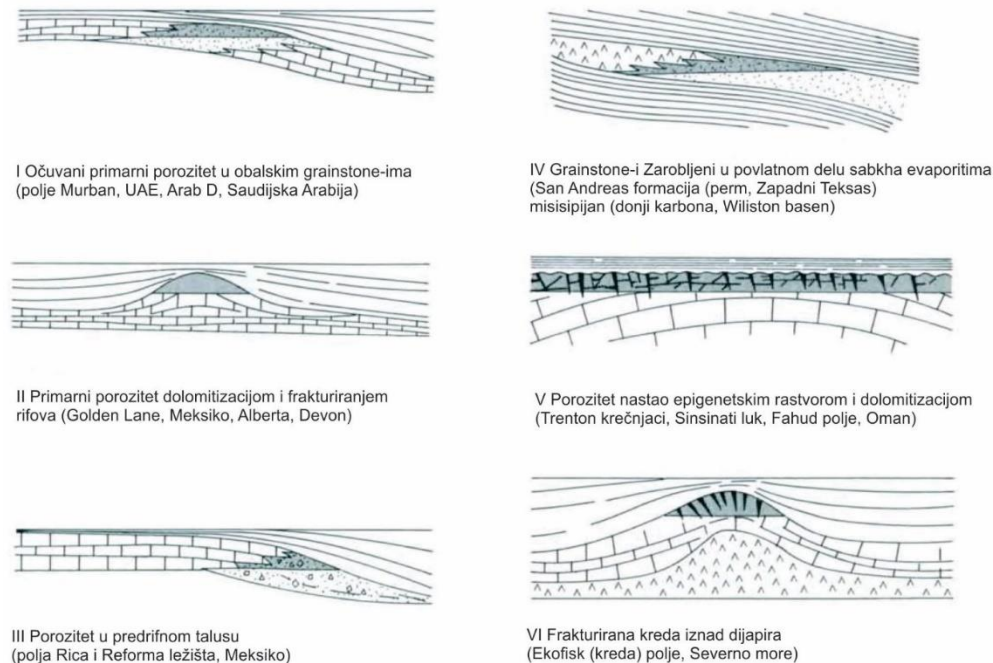 I Očuvani primarni porozitet u obalskim grainstone-ima
(polje Murban, UAE, Arab D, Saudijska Arabija)
II Primarni porozitet dolomitizacijom i frakturiranjem
rifova (Golden Lane, Meksiko, Alberta, Devon)
III Porozitet u predrifnom talusu
(polja Rica i Reforma ležišta, Meksiko)
IV Grainstone-i Zarobljeni u povlatnom delu sabkha evaporitima
(San Andreas formacija (perm, Zapadni Teksas)
misisipijan (donji karbona, Wiliston basen)
V Porozitet nastao epigenetskim rastvorom i dolomitizacijom
(Trenton krečnjaci, Sinsinati luk, Fahud polje, Oman)
VI Frakturirana kreda iznad dijapira
(Ekofisk (kreda) polje, Severno more)